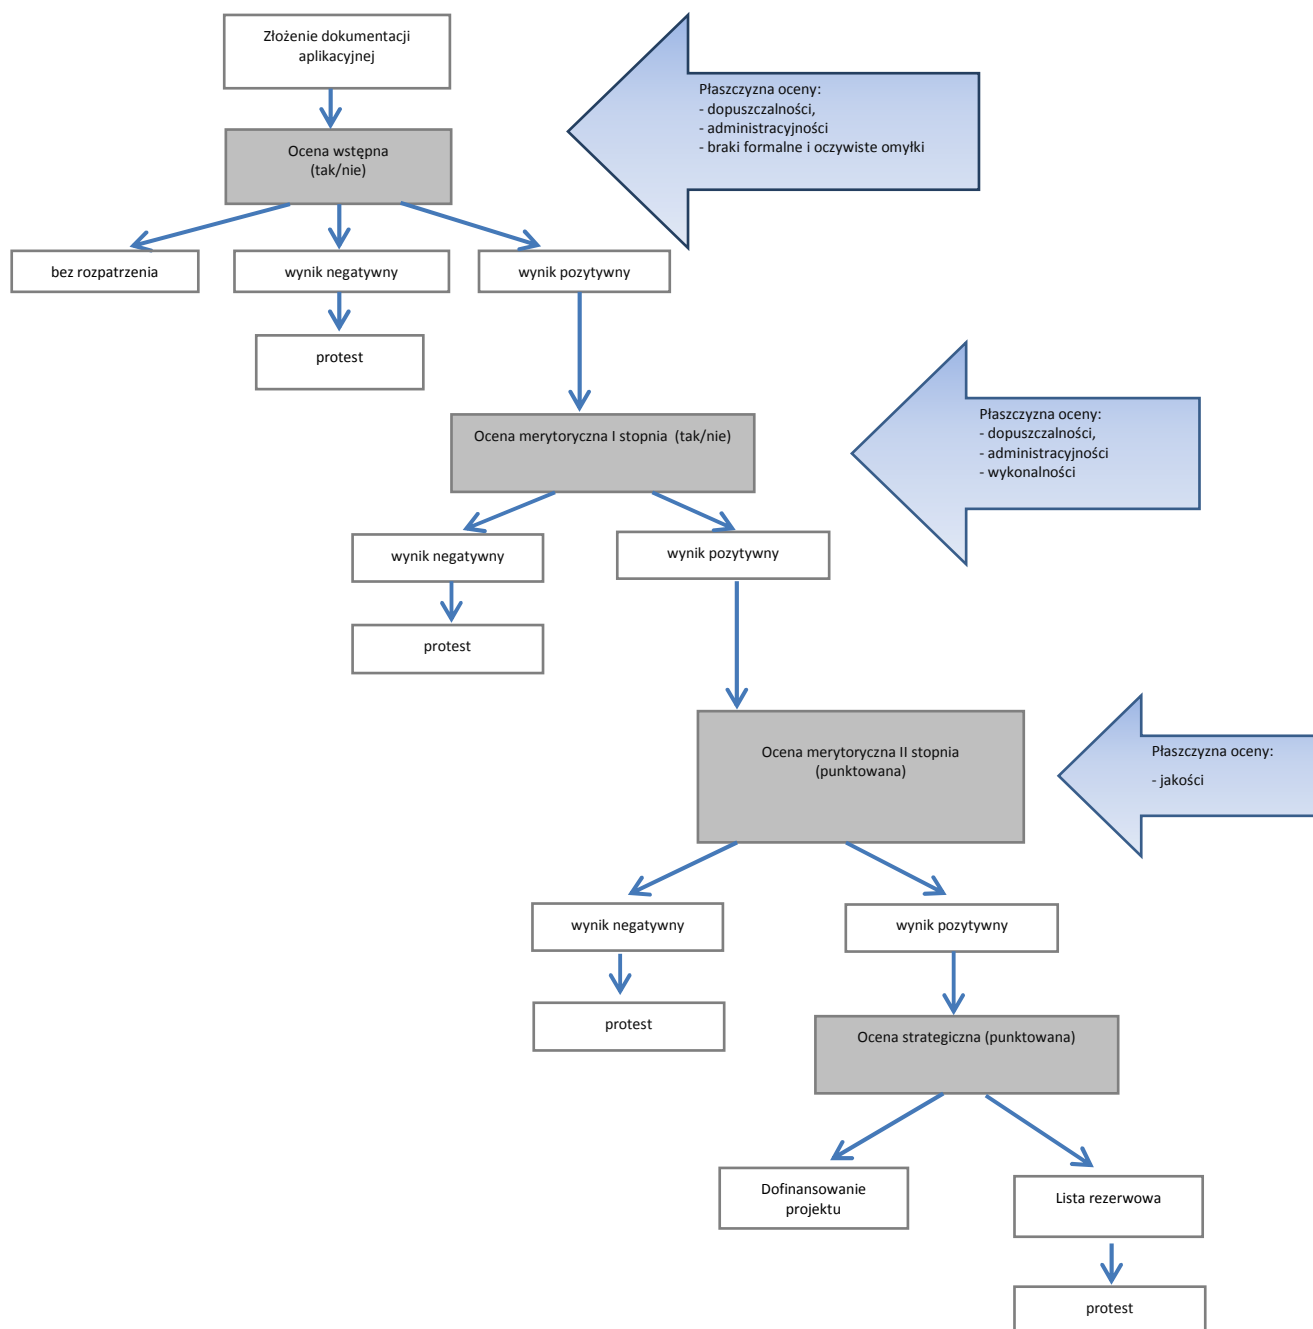 Złożenie dokumentacji
aplikacyjnej
Płaszczyzna oceny:
- dopuszczalności,
- administracyjności
- braki formalne i oczywiste omyłki
Ocena wstępna
(tak/nie)
bez rozpatrzenia
wynik negatywny
wynik pozytywny
protest
Płaszczyzna oceny:
- dopuszczalności,
- administracyjności
- wykonalności
Ocena merytoryczna I stopnia (tak/nie)
wynik negatywny
wynik pozytywny
protest
Płaszczyzna oceny:
- jakości
Ocena merytoryczna II stopnia
(punktowana)
wynik negatywny
wynik pozytywny
protest
Ocena strategiczna (punktowana)
Dofinansowanie
projektu
Lista rezerwowa
protest